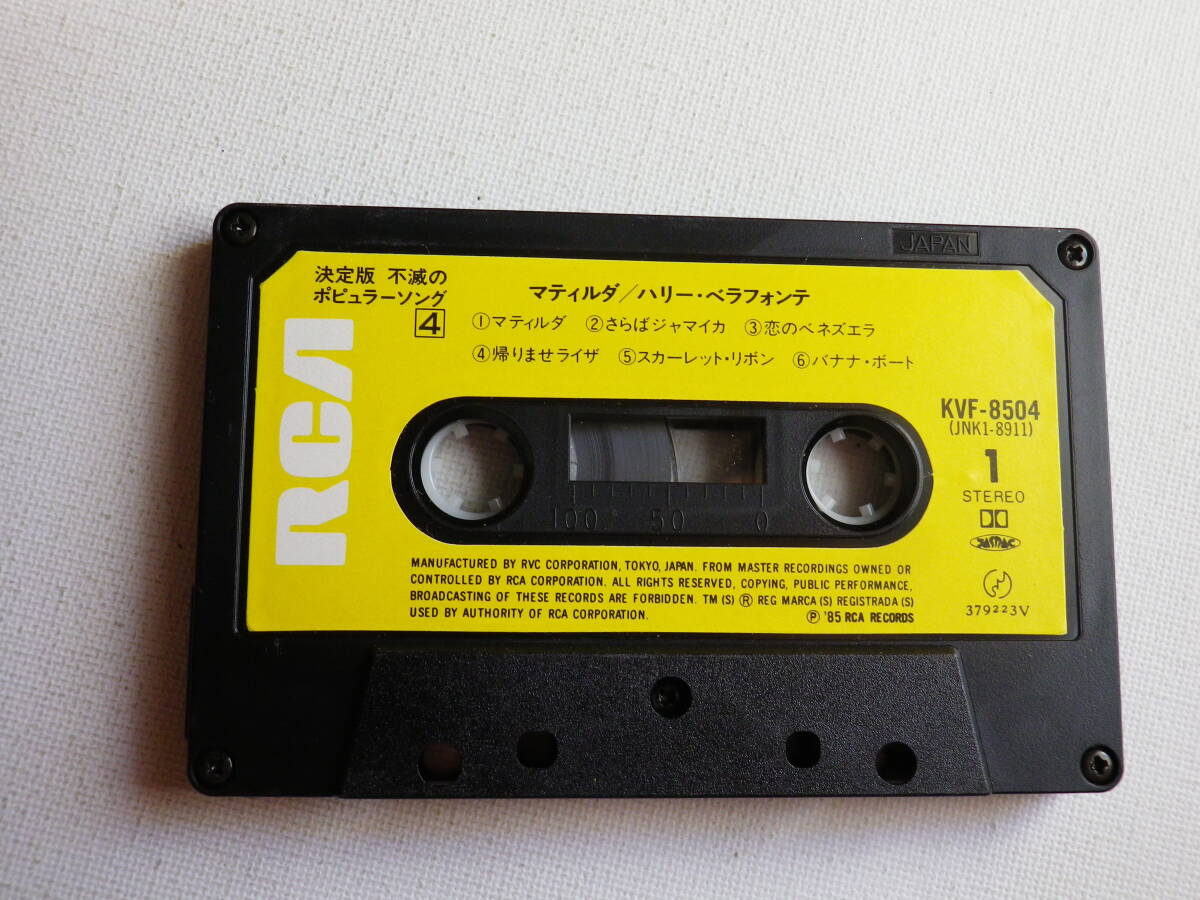 JAPAN
決定版 不滅の
ポピュラーソング
4
マティルダ/ハリー・ベラフォンテ
①マティルダ ②さらばジャマイカ ③恋のベネズエラ
④帰りませライザ ⑤スカーレット・リボン ⑥バナナ・ボート
RCA
KVF-8504
(JNK1-8911)
1
STEREO
100 50 0
MANUFACTURED BY RVC CORPORATION, TOKYO, JAPAN. FROM MASTER RECORDINGS OWNED OR
CONTROLLED BY RCA CORPORATION. ALL RIGHTS RESERVED, COPYING, PUBLIC PERFORMANCE,
BROADCASTING OF THESE RECORDS ARE FORBIDDEN. TM (S) Ⓡ REG MARCA (S) REGISTRADA (S)
USED BY AUTHORITY OF RCA CORPORATION.
Ⓟ '85 RCA RECORDS
379223V